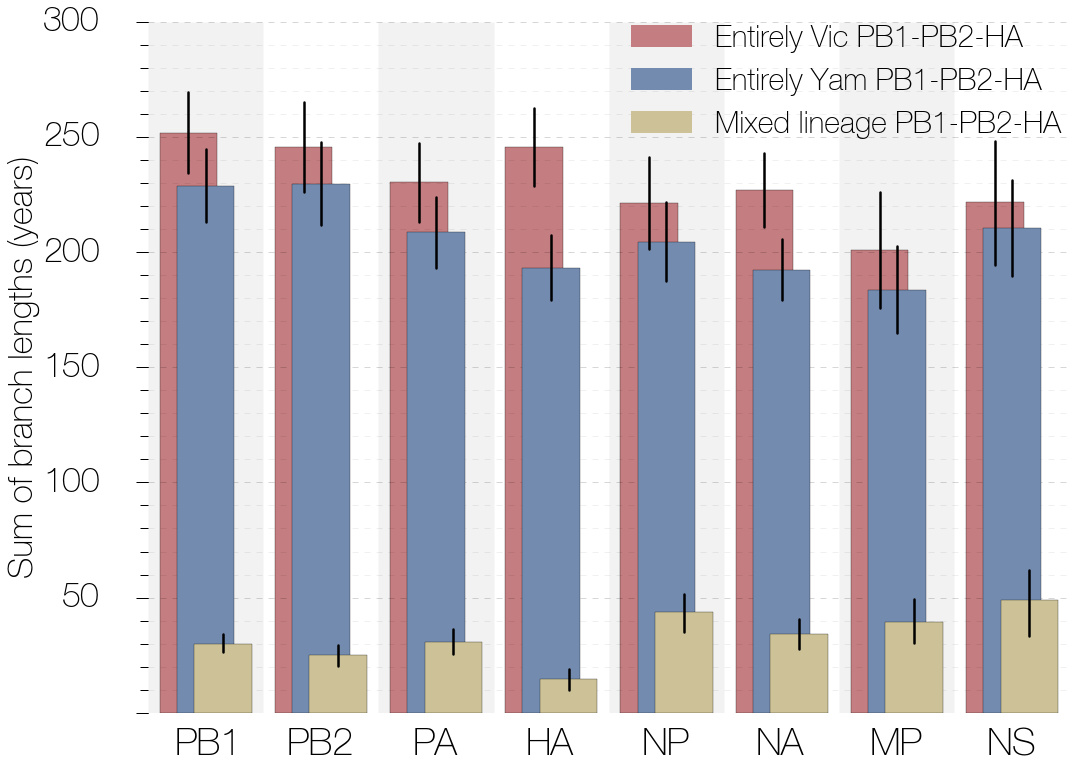 300
250
200
150
100
50
Sum of branch lengths (years)
Entirely Vic PB1-PB2-HA
Entirely Yam PB1-PB2-HA
Mixed lineage PB1-PB2-HA
PB1 PB2 PA HA NP NA MP NS